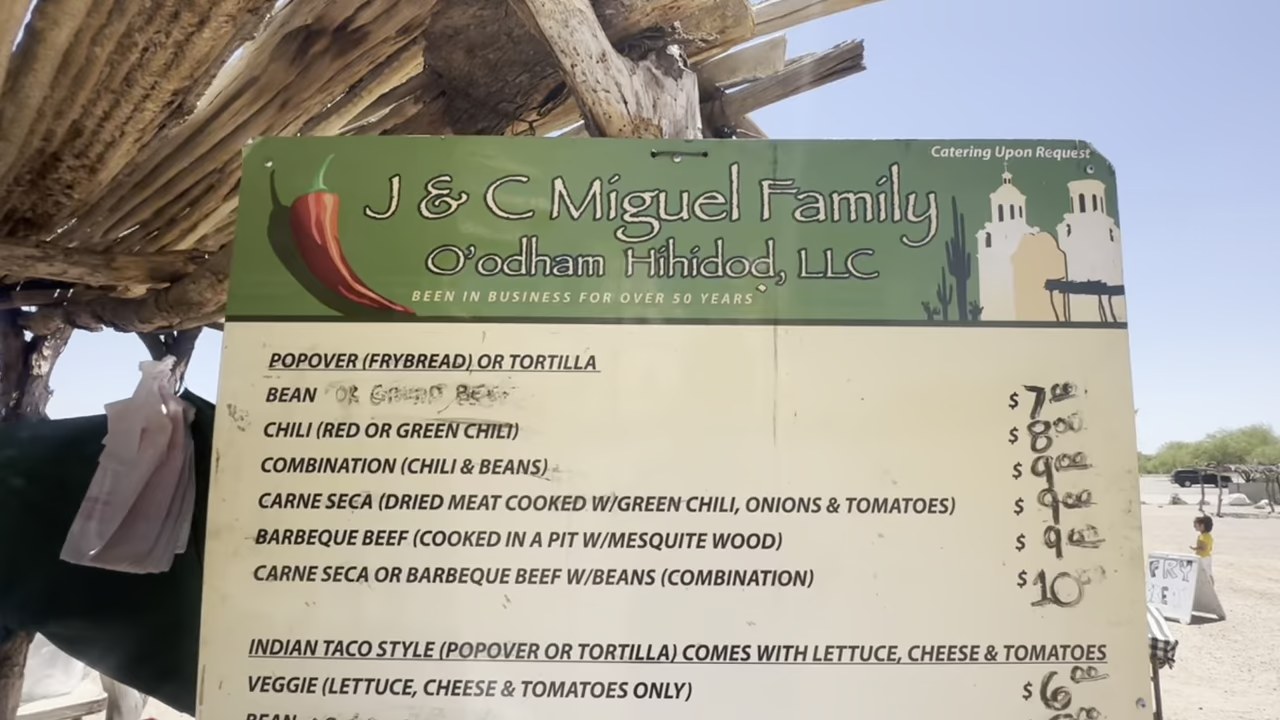 Catering Upon Request
J & C Miguel Family
O'odham Hihidod, LLC
BEEN IN BUSINESS FOR OVER 50 YEARS
POPOVER (FRYBREAD) OR TORTILLA
BEAN OR $7.00
CHILI (RED OR GREEN CHILI) $8.00
COMBINATION (CHILI & BEANS) $9.00
CARNE SECA (DRIED MEAT COOKED W/GREEN CHILI, ONIONS & TOMATOES) $9.00
BARBEQUE BEEF (COOKED IN A PIT W/MESQUITE WOOD) $9.00
CARNE SECA OR BARBEQUE BEEF W/BEANS (COMBINATION) $10.00
INDIAN TACO STYLE (POPOVER OR TORTILLA) COMES WITH LETTUCE, CHEESE & TOMATOES
VEGGIE (LETTUCE, CHEESE & TOMATOES ONLY) $6.00
BEAN
FRY